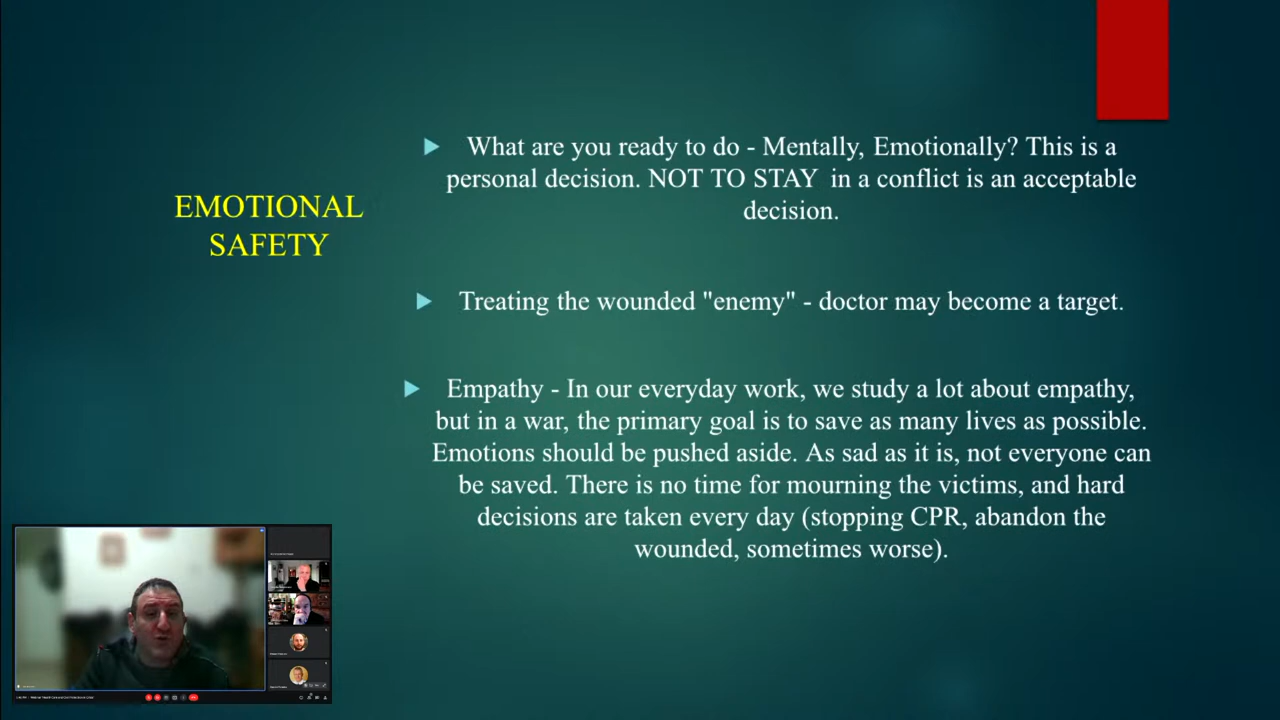 EMOTIONAL
SAFETY
What are you ready to do - Mentally, Emotionally? This is a
personal decision. NOT TO STAY in a conflict is an acceptable
decision.
Treating the wounded "enemy" - doctor may become a target.
Empathy - In our everyday work, we study a lot about empathy,
but in a war, the primary goal is to save as many lives as possible.
Emotions should be pushed aside. As sad as it is, not everyone can
be saved. There is no time for mourning the victims, and hard
decisions are taken every day (stopping CPR, abandon the
wounded, sometimes worse).